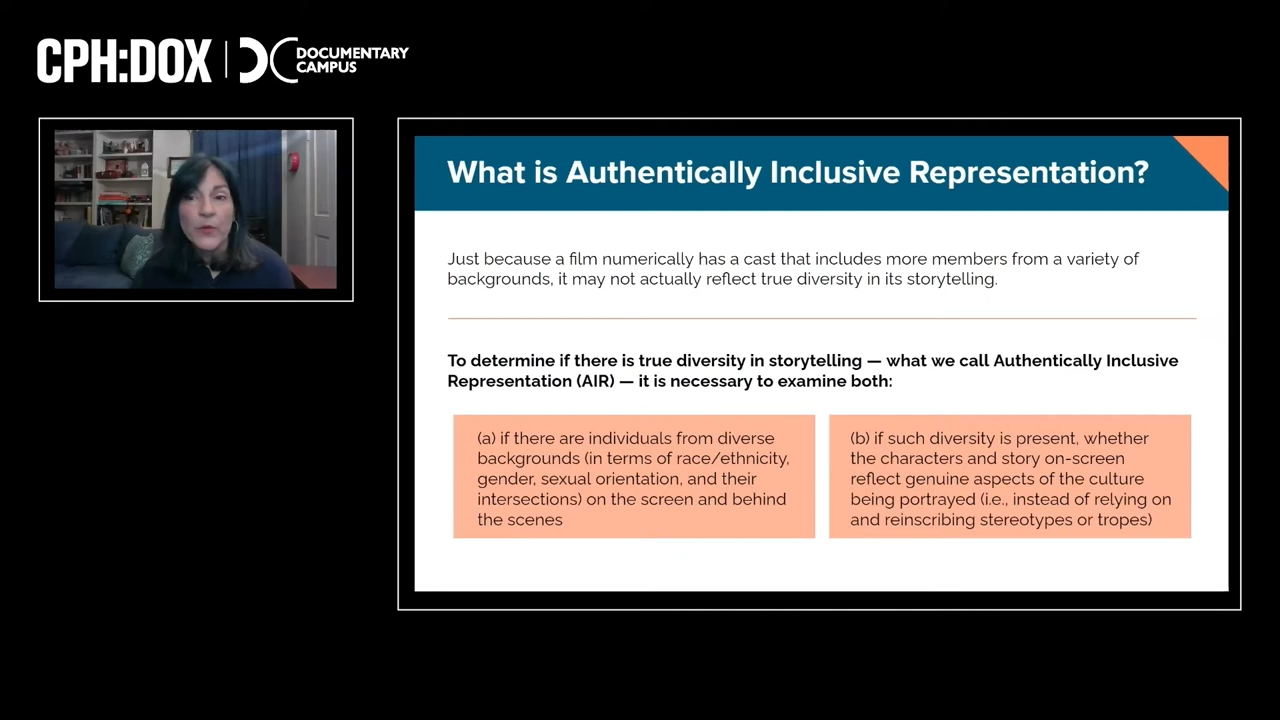 CPH:DOX
DOCUMENTARY
CAMPUS
What is Authentically Inclusive Representation?
Just because a film numerically has a cast that includes more members from a variety of
backgrounds, it may not actually reflect true diversity in its storytelling.
To determine if there is true diversity in storytelling — what we call Authentically Inclusive
Representation (AIR) — it is necessary to examine both:
(a) if there are individuals from diverse
backgrounds (in terms of race/ethnicity,
gender, sexual orientation, and their
intersections) on the screen and behind
the scenes
(b) if such diversity is present, whether
the characters and story on-screen
reflect genuine aspects of the culture
being portrayed (i.e., instead of relying on
and reinscribing stereotypes or tropes)